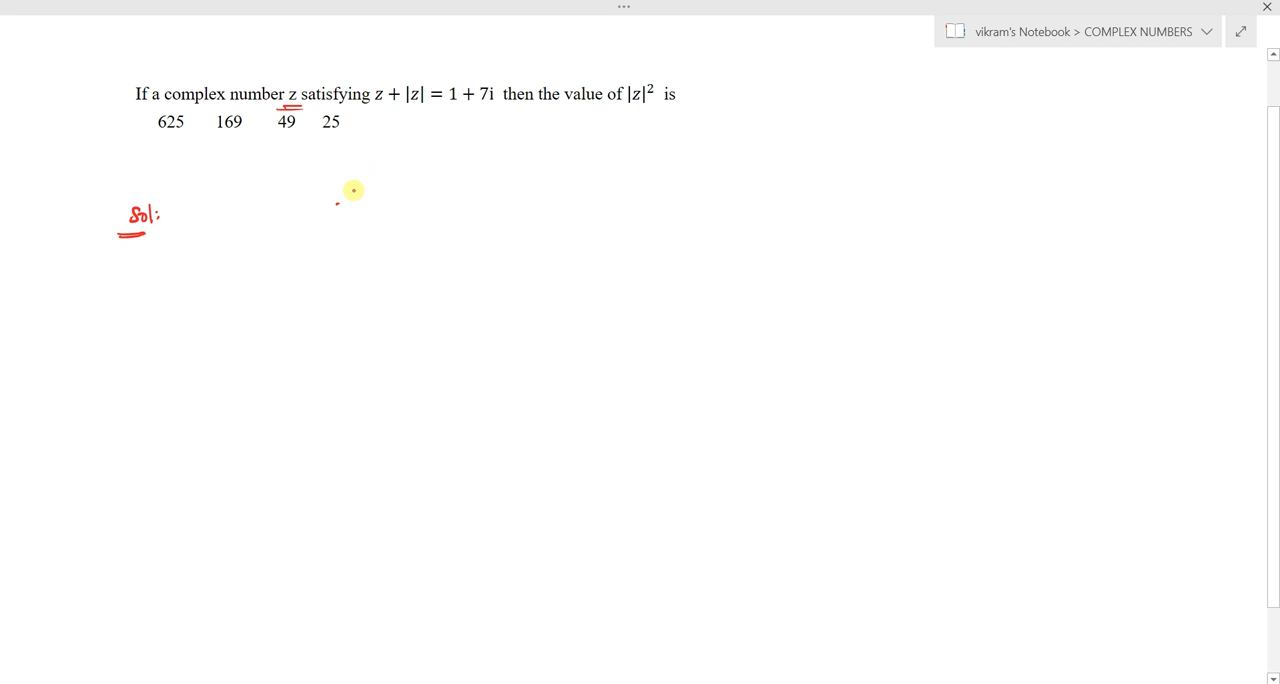 vikram's Notebook > COMPLEX NUMBERS
If a complex number z satisfying z + |z| = 1 + 7i then the value of |z|² is
625 169 49 25
Sol: